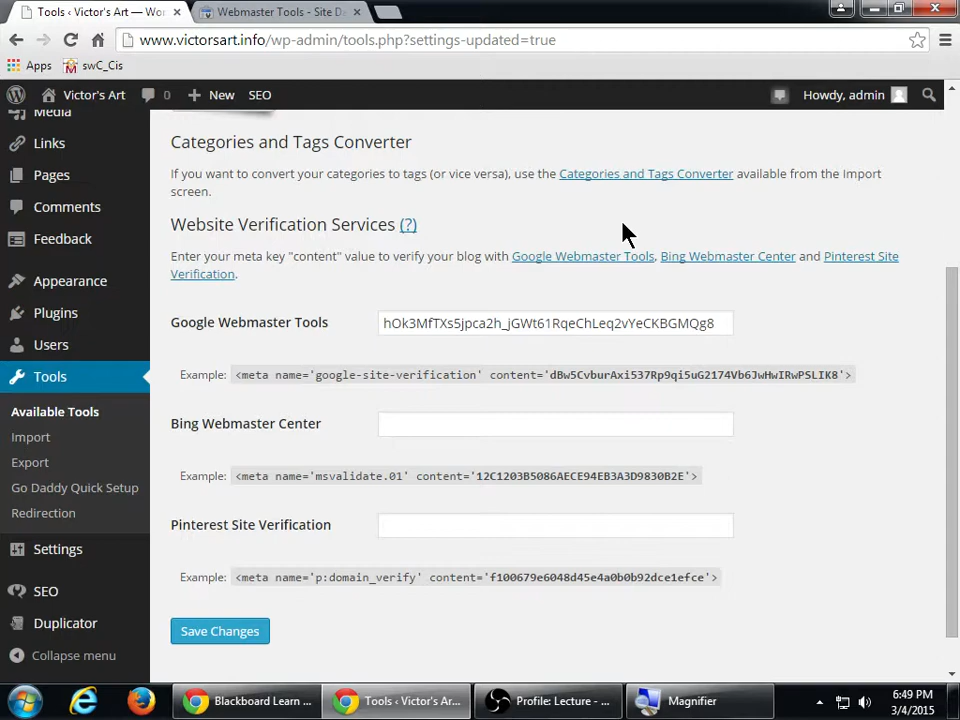 Tools ‹ Victor's Art — Wor
Webmaster Tools - Site Da
www.victorsart.info/wp-admin/tools.php?settings-updated=true
Apps
swC_Cis
Victor's Art
0
New
SEO
Howdy, admin
Media
Links
Pages
Comments
Feedback
Appearance
Plugins
Users
Tools
Available Tools
Import
Export
Go Daddy Quick Setup
Redirection
Settings
SEO
Duplicator
Collapse menu
Categories and Tags Converter
If you want to convert your categories to tags (or vice versa), use the Categories and Tags Converter available from the Import
screen.
Website Verification Services (?)
Enter your meta key "content" value to verify your blog with Google Webmaster Tools, Bing Webmaster Center and Pinterest Site
Verification.
Google Webmaster Tools
hOk3MfTXs5jpca2h_jGWt61RqeChLeq2vYeCKBGMQg8
Example: <meta name='google-site-verification' content='dBw5CvburAxi537Rp9qi5uG2174Vb6JwHwIRwPSLIK8'>
Bing Webmaster Center
Example: <meta name='msvalidate.01' content='12C1203B5086AECE94EB3A3D9830B2E'>
Pinterest Site Verification
Example: <meta name='p:domain_verify' content='f100679e6048d45e4a0b0b92dce1efce'>
Save Changes
Blackboard Learn ...
Tools ‹ Victor's Ar...
Profile: Lecture - ...
Magnifier
6:49 PM
3/4/2015